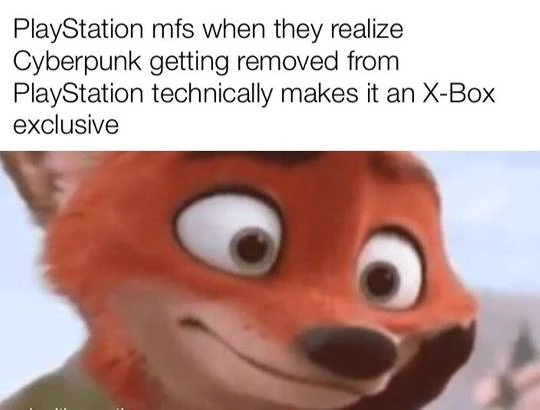 PlayStation mfs when they realize
Cyberpunk getting removed from
PlayStation technically makes it an X-Box
exclusive